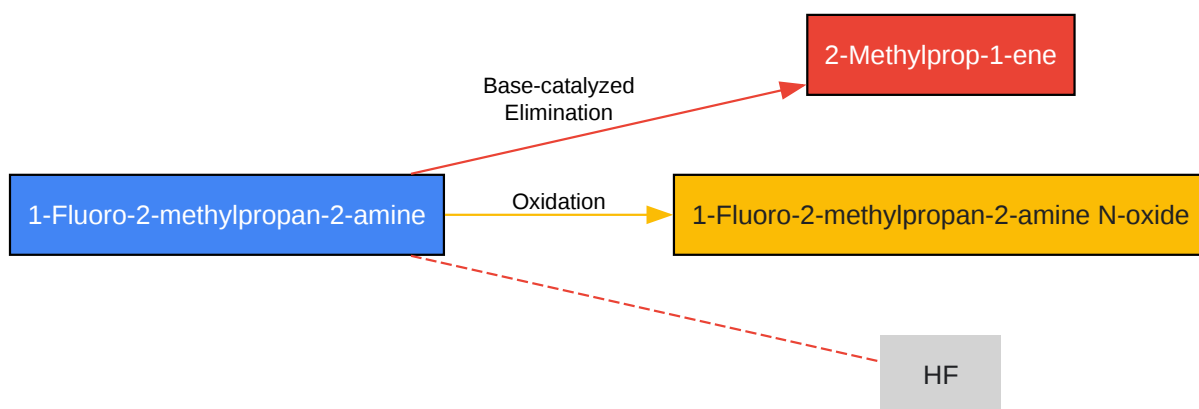 2-Methylprop-1-ene
Base-catalyzed
Elimination
1-Fluoro-2-methylpropan-2-amine
Oxidation
1-Fluoro-2-methylpropan-2-amine N-oxide
HF